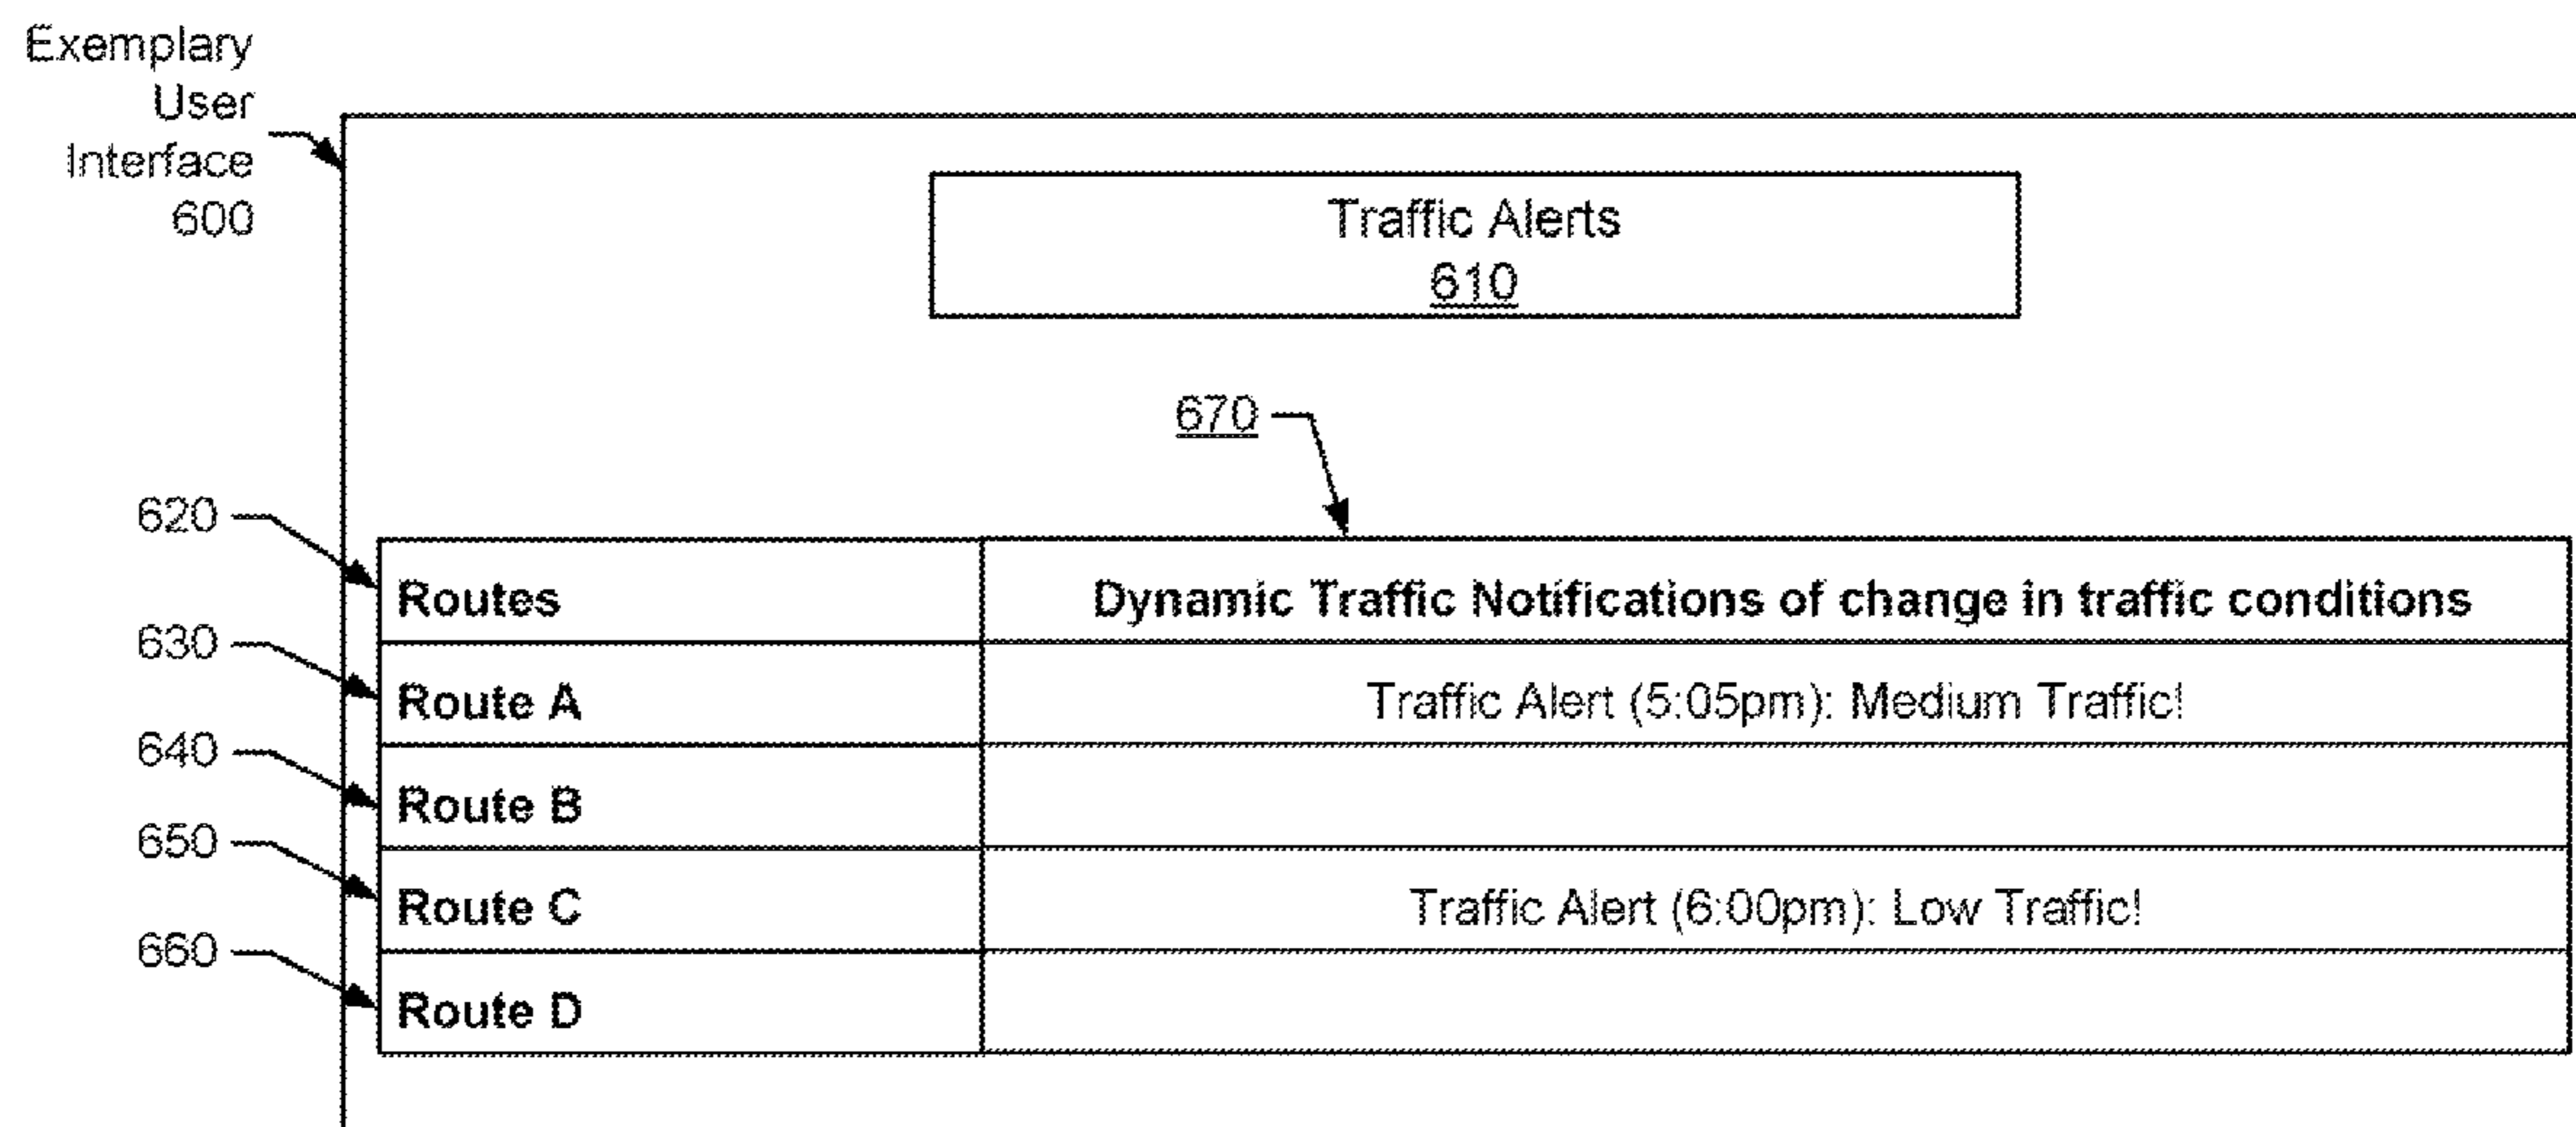 Exemplary
User
Interface
600
Traffic Alerts
610
670
620
Routes
Dynamic Traffic Notifications of change in traffic conditions
630
Route A
Traffic Alert (5:05pm): Medium Traffic!
640
Route B
650
Route C
Traffic Alert (6:00pm): Low Traffic!
660
Route D